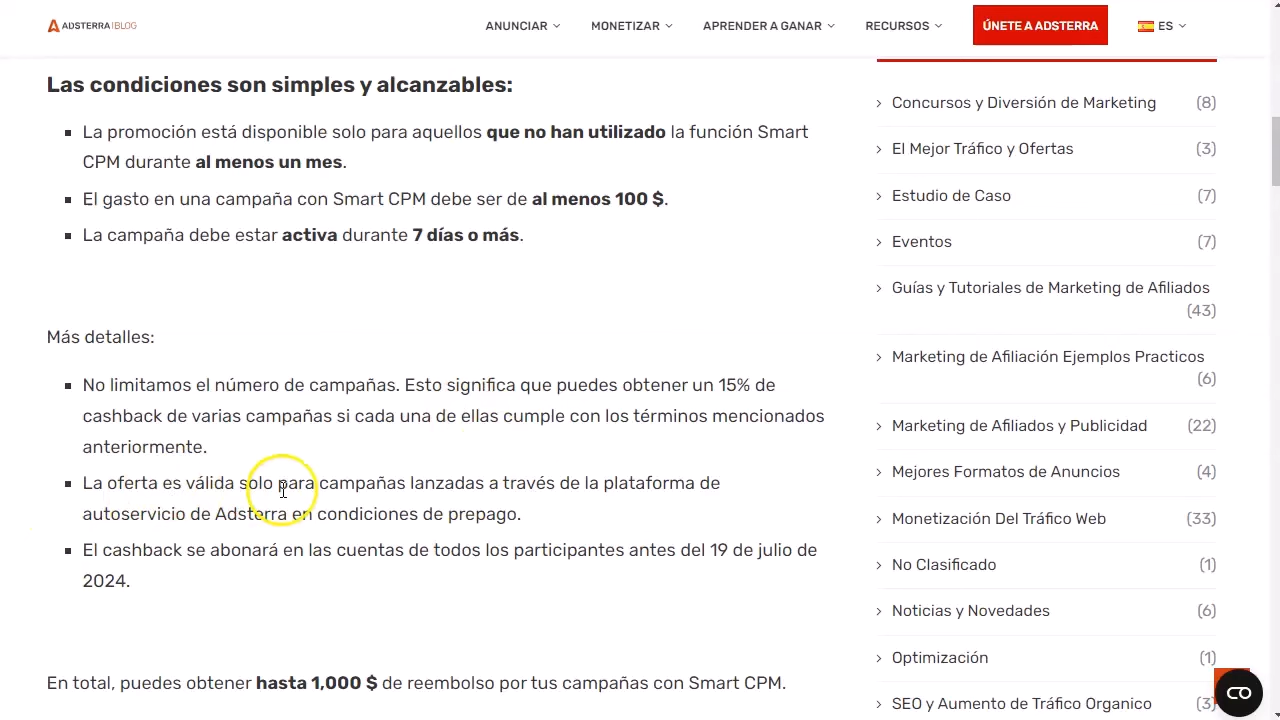 ADSTERRA BLOG
ANUNCIAR
MONETIZAR
APRENDER A GANAR
RECURSOS
ÚNETE A ADSTERRA
ES
Las condiciones son simples y alcanzables:
La promoción está disponible solo para aquellos que no han utilizado la función Smart
CPM durante al menos un mes.
El gasto en una campaña con Smart CPM debe ser de al menos 100 $.
La campaña debe estar activa durante 7 días o más.
Más detalles:
No limitamos el número de campañas. Esto significa que puedes obtener un 15% de
cashback de varias campañas si cada una de ellas cumple con los términos mencionados
anteriormente.
La oferta es válida solo para campañas lanzadas a través de la plataforma de
autoservicio de Adsterra en condiciones de prepago.
El cashback se abonará en las cuentas de todos los participantes antes del 19 de julio de
2024.
En total, puedes obtener hasta 1,000 $ de reembolso por tus campañas con Smart CPM.
Concursos y Diversión de Marketing (8)
El Mejor Tráfico y Ofertas (3)
Estudio de Caso (7)
Eventos (7)
Guías y Tutoriales de Marketing de Afiliados
(43)
Marketing de Afiliación Ejemplos Practicos
(6)
Marketing de Afiliados y Publicidad (22)
Mejores Formatos de Anuncios (4)
Monetización Del Tráfico Web (33)
No Clasificado (1)
Noticias y Novedades (6)
Optimización (1)
SEO y Aumento de Tráfico Organico (3)